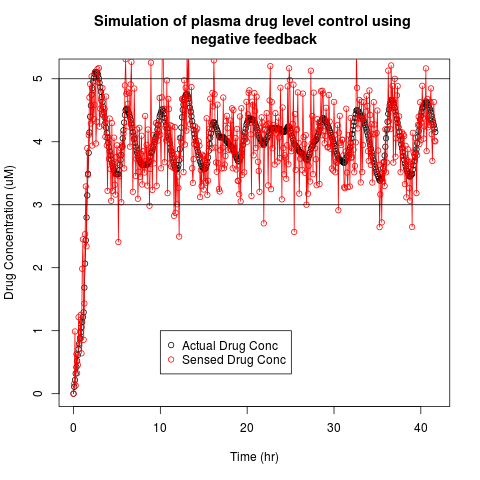 Simulation of plasma drug level control using
negative feedback
Drug Concentration (uM)
5
4
3
2
1
0
Actual Drug Conc
Sensed Drug Conc
0 10 20 30 40
Time (hr)